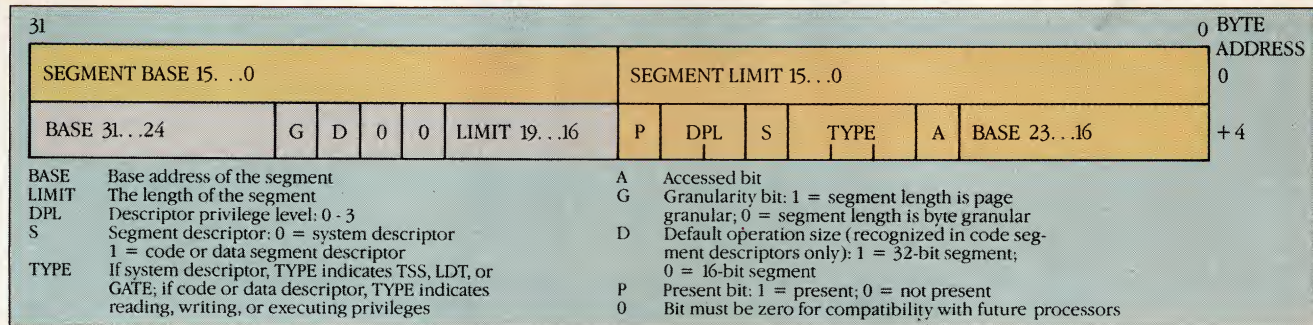 31 0 BYTE
ADDRESS
SEGMENT BASE 15. . .0 SEGMENT LIMIT 15. . .0 0
BASE 31. . .24 G D 0 0 LIMIT 19. . .16 P DPL S TYPE A BASE 23. . .16 +4
BASE Base address of the segment
LIMIT The length of the segment
DPL Descriptor privilege level: 0 - 3
S Segment descriptor: 0 = system descriptor
1 = code or data segment descriptor
TYPE If system descriptor, TYPE indicates TSS, LDT, or
GATE; if code or data descriptor, TYPE indicates
reading, writing, or executing privileges
A Accessed bit
G Granularity bit: 1 = segment length is page
granular; 0 = segment length is byte granular
D Default operation size (recognized in code seg-
ment descriptors only): 1 = 32-bit segment;
0 = 16-bit segment
P Present bit: 1 = present; 0 = not present
0 Bit must be zero for compatibility with future processors